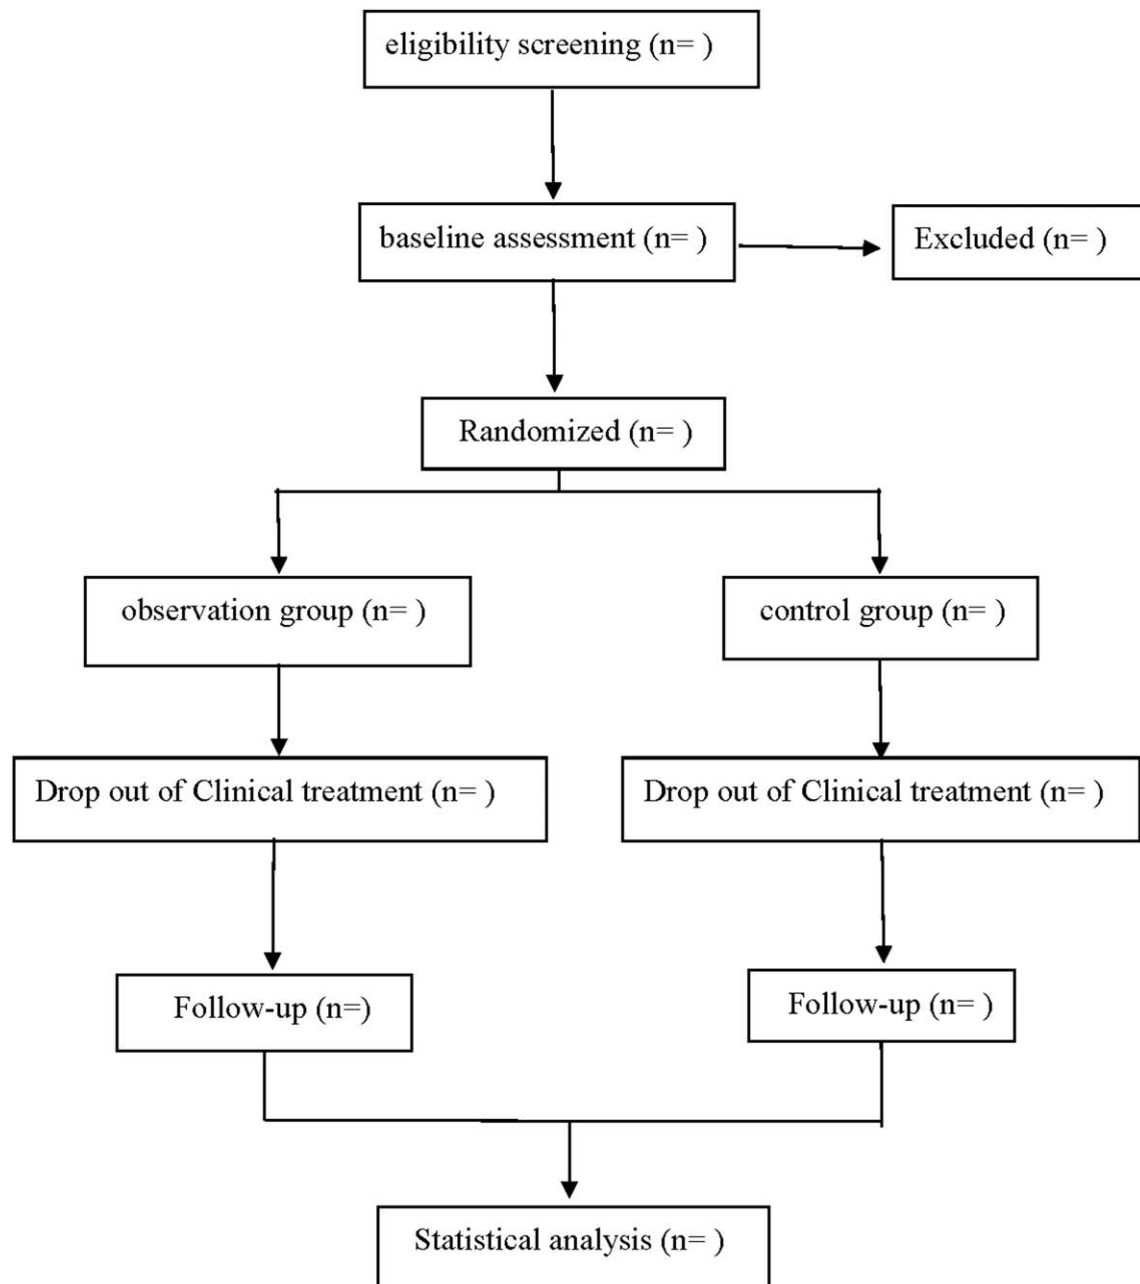 eligibility screening (n= )
baseline assessment (n= )
Excluded (n= )
Randomized (n= )
observation group (n= )
control group (n= )
Drop out of Clinical treatment (n= )
Drop out of Clinical treatment (n= )
Follow-up (n=)
Follow-up (n= )
Statistical analysis (n= )